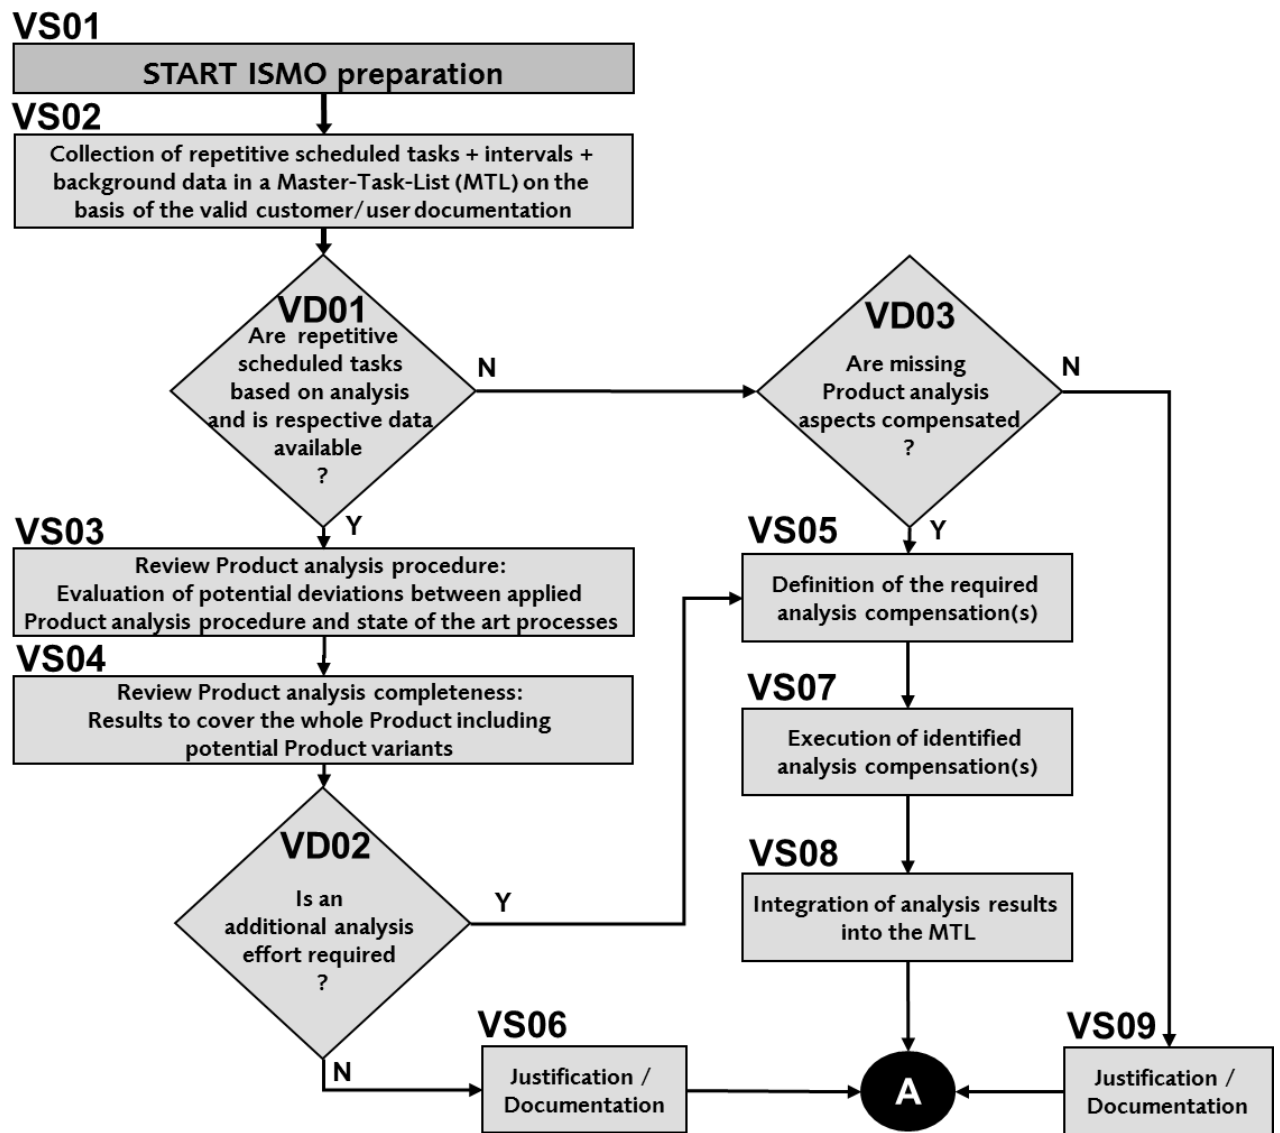 VS01
START ISMO preparation
VS02
Collection of repetitive scheduled tasks + intervals +
background data in a Master-Task-List (MTL) on the
basis of the valid customer/user documentation
VD01
Are repetitive
scheduled tasks
based on analysis
and is respective data
available
?
N
Y
VD03
Are missing
Product analysis
aspects compensated
?
N
Y
VS03
Review Product analysis procedure:
Evaluation of potential deviations between applied
Product analysis procedure and state of the art processes
VS04
Review Product analysis completeness:
Results to cover the whole Product including
potential Product variants
VD02
Is an
additional analysis
effort required
?
Y
N
VS05
Definition of the required
analysis compensation(s)
VS07
Execution of identified
analysis compensation(s)
VS08
Integration of analysis results
into the MTL
VS06
Justification /
Documentation
A
VS09
Justification /
Documentation